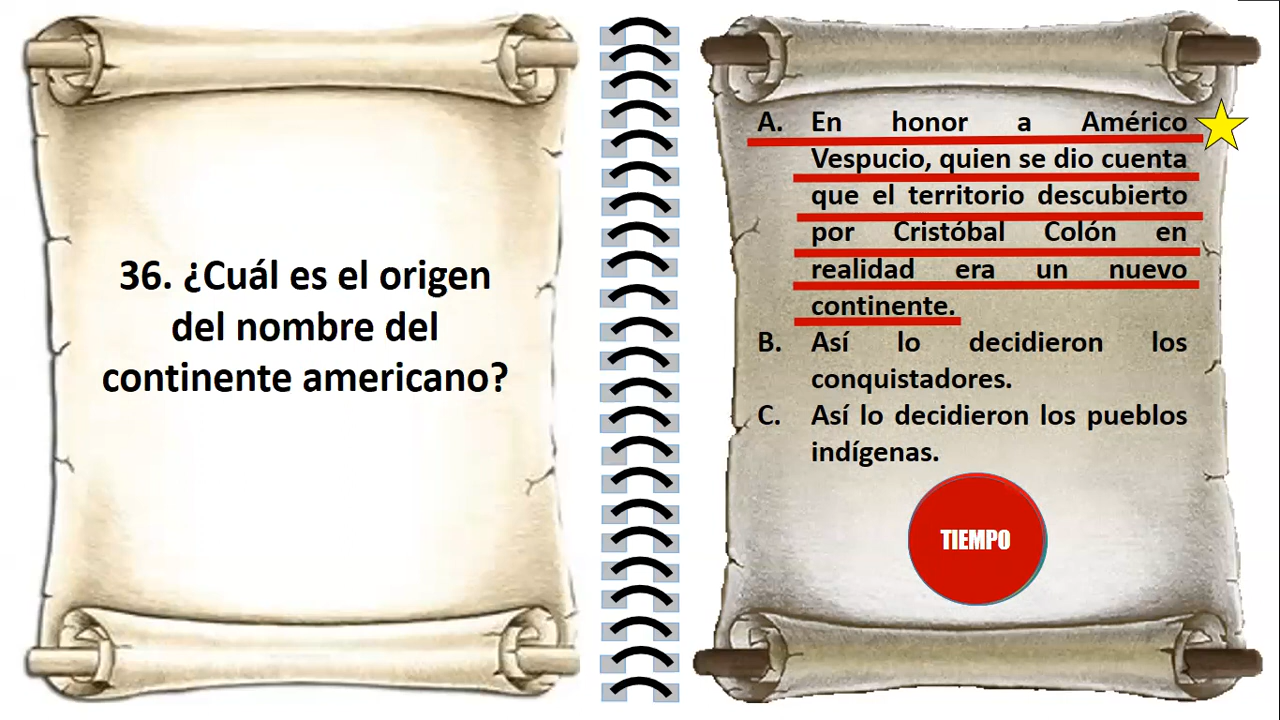 36. ¿Cuál es el origen
del nombre del
continente americano?
A. En honor a Américo
Vespucio, quien se dio cuenta
que el territorio descubierto
por Cristóbal Colón en
realidad era un nuevo
continente.
B. Así lo decidieron los
conquistadores.
C. Así lo decidieron los pueblos
indígenas.
TIEMPO